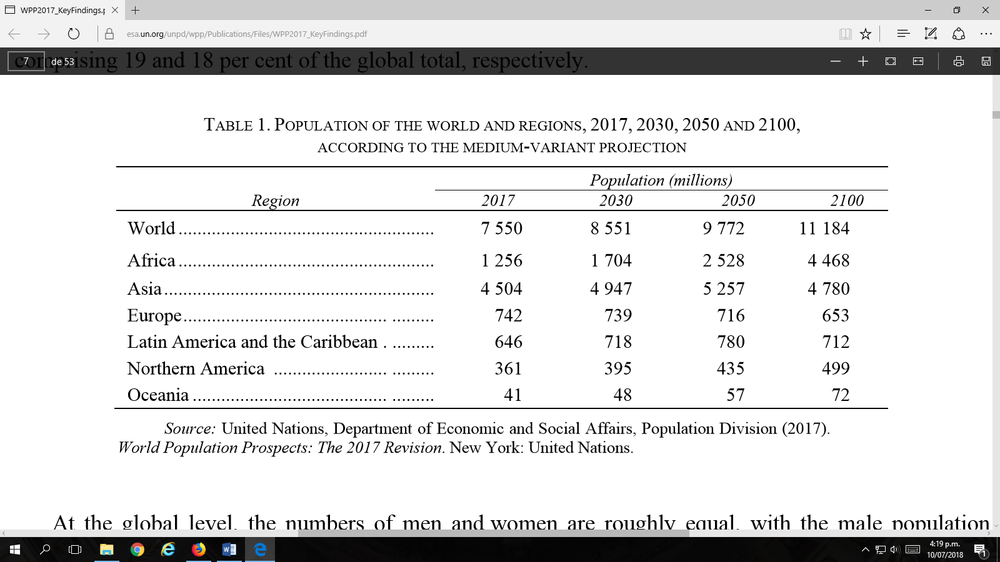 WPP2017_KeyFindings.p
esa.un.org/unpd/wpp/Publications/Files/WPP2017_KeyFindings.pdf
7 de 53
comprising 19 and 18 per cent of the global total, respectively.
TABLE 1. POPULATION OF THE WORLD AND REGIONS, 2017, 2030, 2050 AND 2100,
ACCORDING TO THE MEDIUM-VARIANT PROJECTION
Population (millions)
Region 2017 2030 2050 2100
World 7 550 8 551 9 772 11 184
Africa 1 256 1 704 2 528 4 468
Asia 4 504 4 947 5 257 4 780
Europe 742 739 716 653
Latin America and the Caribbean 646 718 780 712
Northern America 361 395 435 499
Oceania 41 48 57 72
Source: United Nations, Department of Economic and Social Affairs, Population Division (2017).
World Population Prospects: The 2017 Revision. New York: United Nations.
At the global level, the numbers of men and women are roughly equal, with the male population
4:19 p.m.
10/07/2018
1